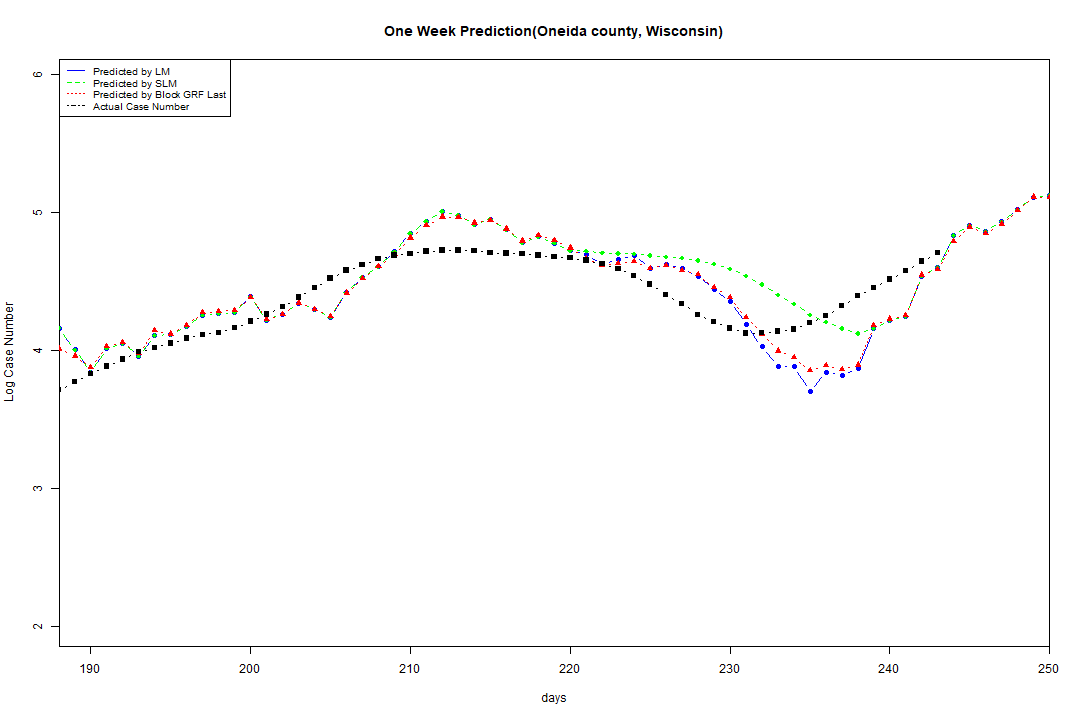 One Week Prediction(Oneida county, Wisconsin)
Predicted by LM
Predicted by SLM
Predicted by Block GRF Last
Actual Case Number
6
5
4
3
2
Log Case Number
190 200 210 220 230 240 250
days